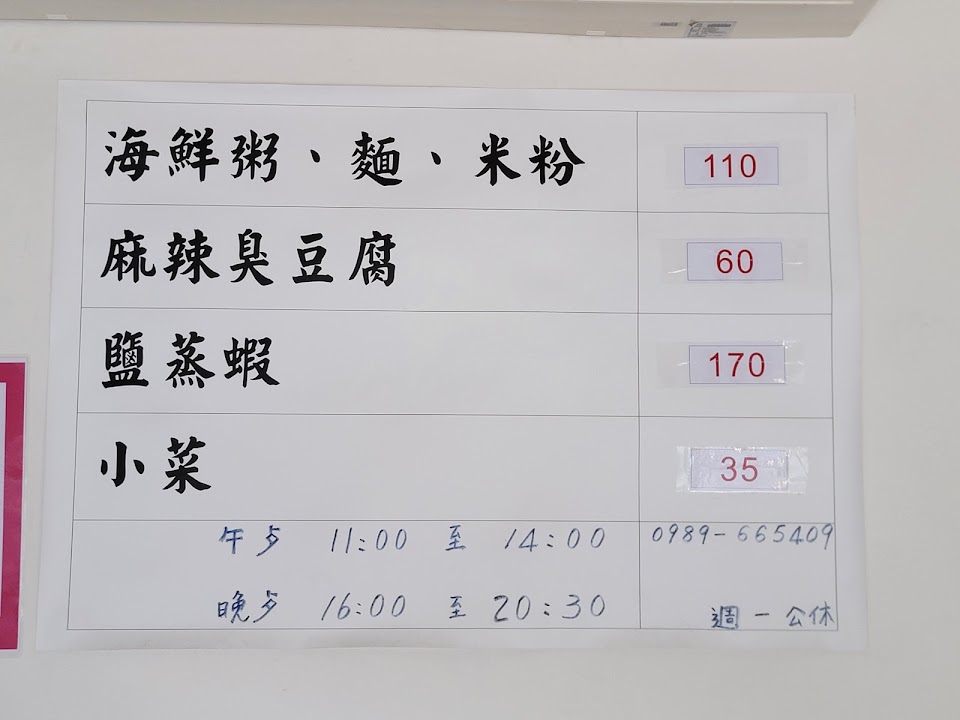 海鮮粥、麵、米粉 110
麻辣臭豆腐 60
鹽蒸蝦 170
小菜 35
午歺 11:00 至 14:00 0989-665409
晚歺 16:00 至 20:30 週一公休